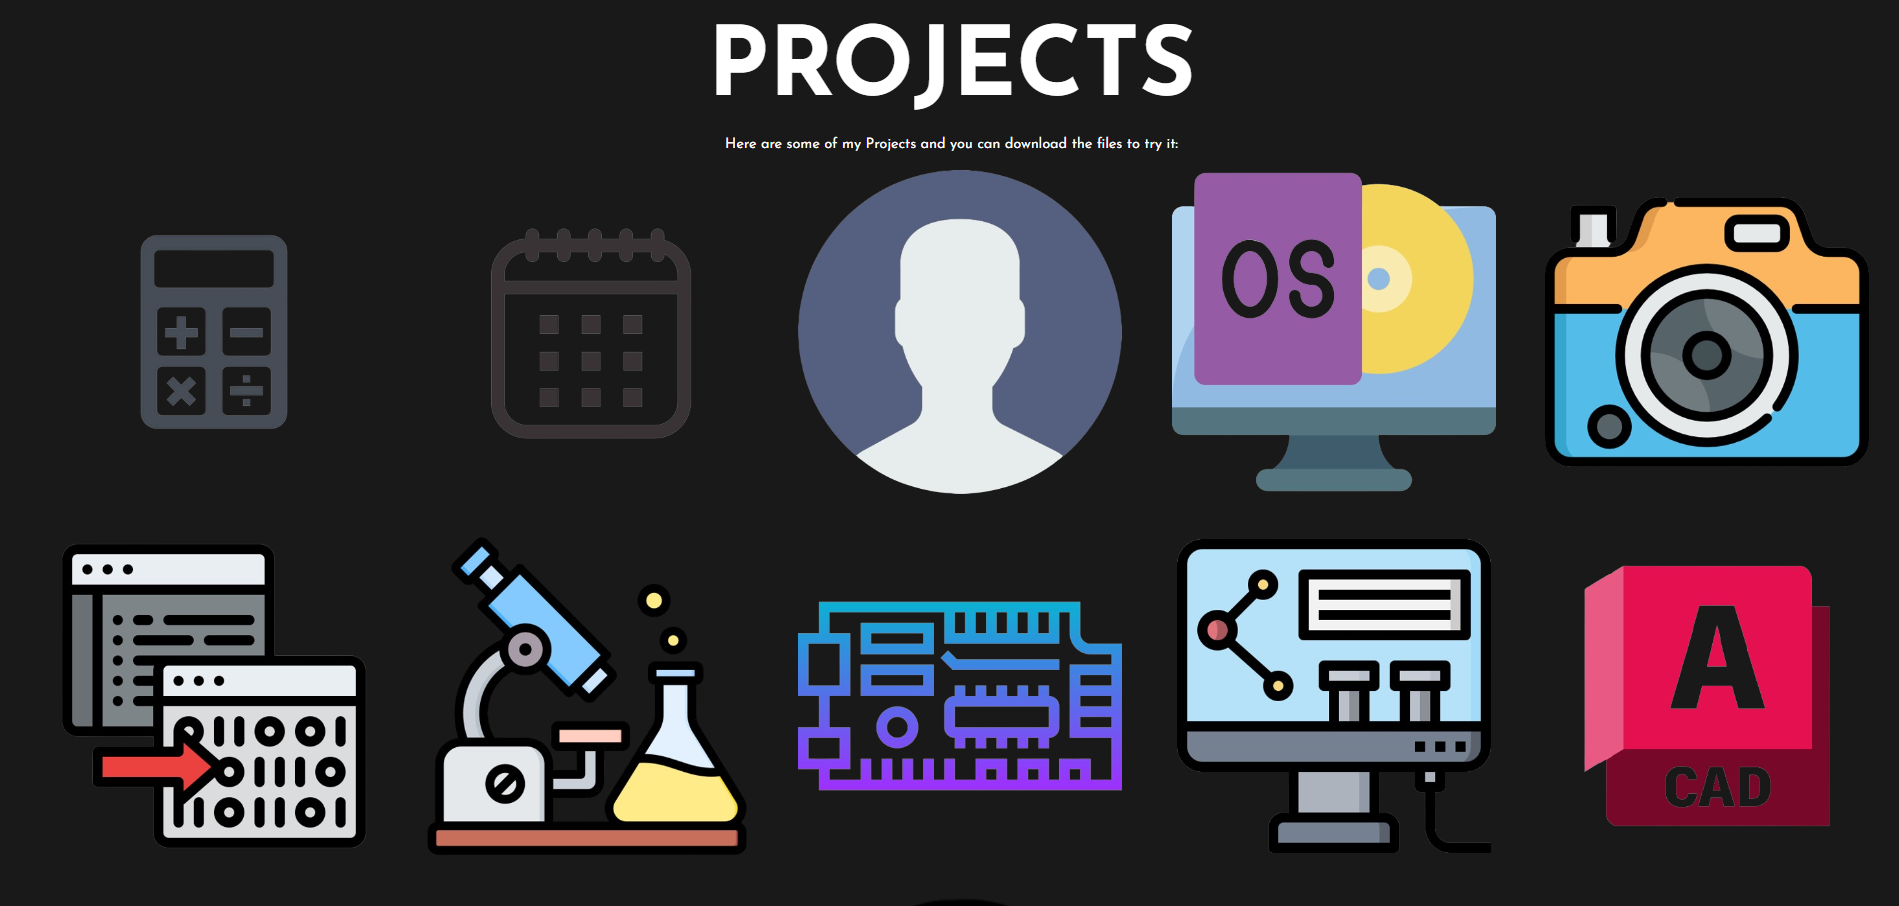 PROJECTS
Here are some of my Projects and you can download the files to try it:
OS
A
CAD